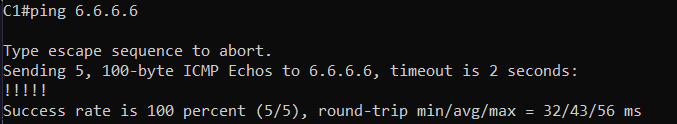 C1#ping 6.6.6.6
Type escape sequence to abort.
Sending 5, 100-byte ICMP Echos to 6.6.6.6, timeout is 2 seconds:
!!!!!
Success rate is 100 percent (5/5), round-trip min/avg/max = 32/43/56 ms